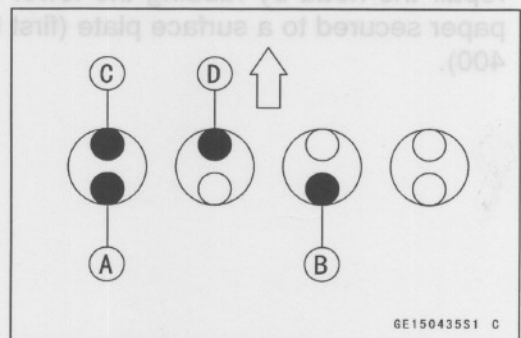 paper secured to a surface plate (first
400).
C D
A B
GE150435S1 C